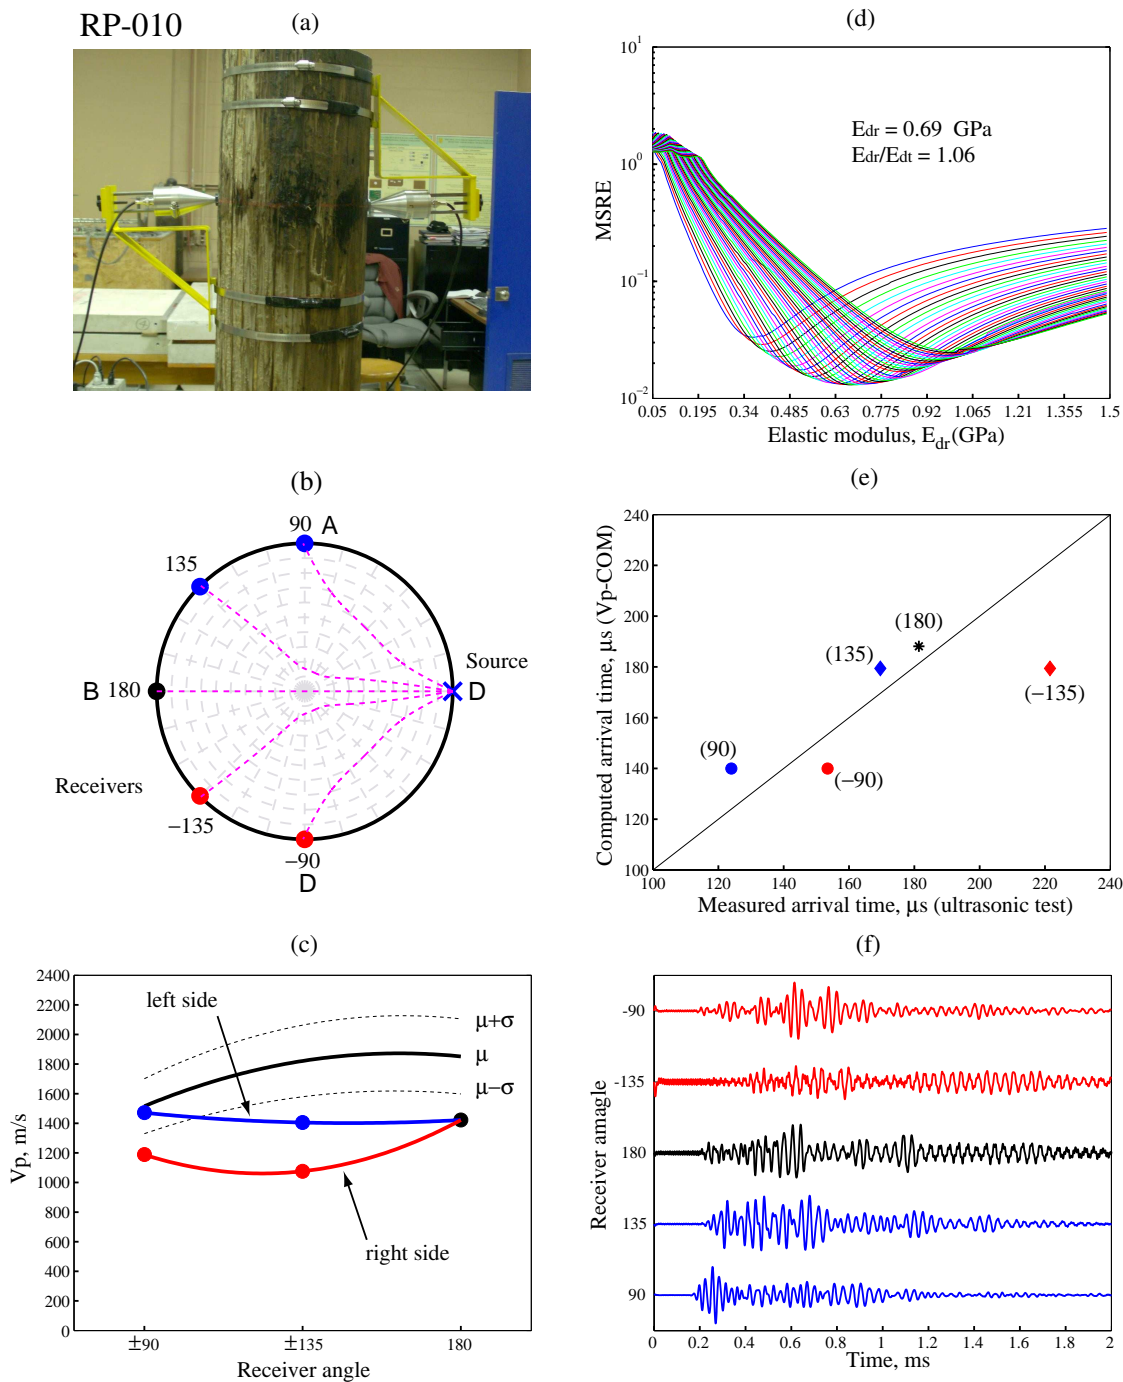 RP-010
(a)
(d)
10^1
10^0
10^-1
10^-2
MSRE
Edr = 0.69 GPa
Edr/Edt = 1.06
0.05 0.195 0.34 0.485 0.63 0.775 0.92 1.065 1.21 1.355 1.5
Elastic modulus, E_dr(GPa)
(b)
90 A
135
Source
B 180
D
Receivers
−135
−90
D
(e)
240
220
200
180
160
140
120
100
Computed arrival time, μs (Vp-COM)
(180)
(135)
(−135)
(90)
(−90)
100 120 140 160 180 200 220 240
Measured arrival time, μs (ultrasonic test)
(c)
2400
2200
2000
1800
1600
1400
1200
1000
800
600
400
200
0
Vp, m/s
left side
μ+σ
μ
μ−σ
right side
±90 ±135 180
Receiver angle
(f)
-90
-135
180
135
90
Receiver amagle
0 0.2 0.4 0.6 0.8 1 1.2 1.4 1.6 1.8 2
Time, ms